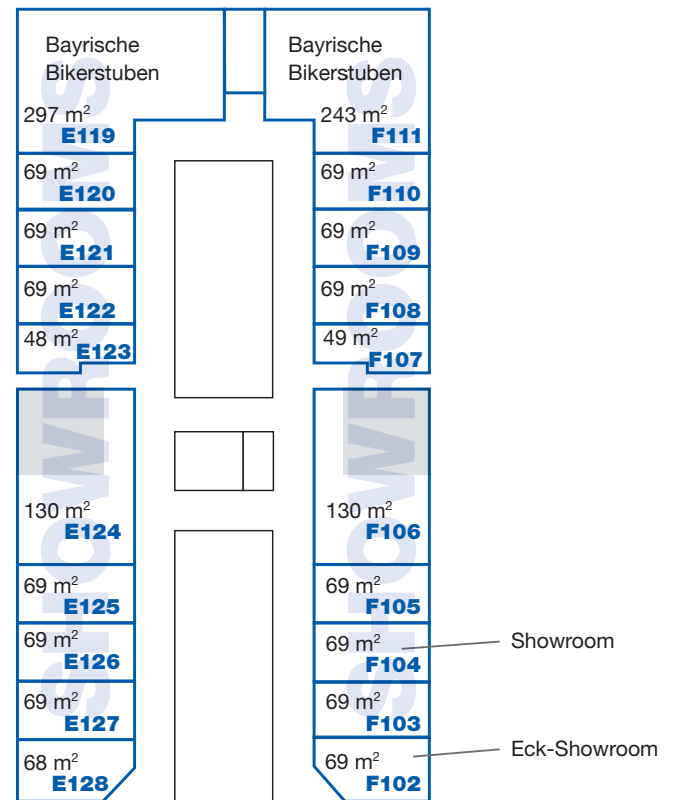 Bayrische
Bikerstuben
297 m²
E119
69 m²
E120
69 m²
E121
69 m²
E122
48 m²
E123
130 m²
E124
69 m²
E125
69 m²
E126
69 m²
E127
68 m²
E128
SHOWROOMS
Bayrische
Bikerstuben
243 m²
F111
69 m²
F110
69 m²
F109
69 m²
F108
49 m²
F107
130 m²
F106
69 m²
F105
69 m²
F104
69 m²
F103
69 m²
F102
SHOWROOMS
Showroom
Eck-Showroom